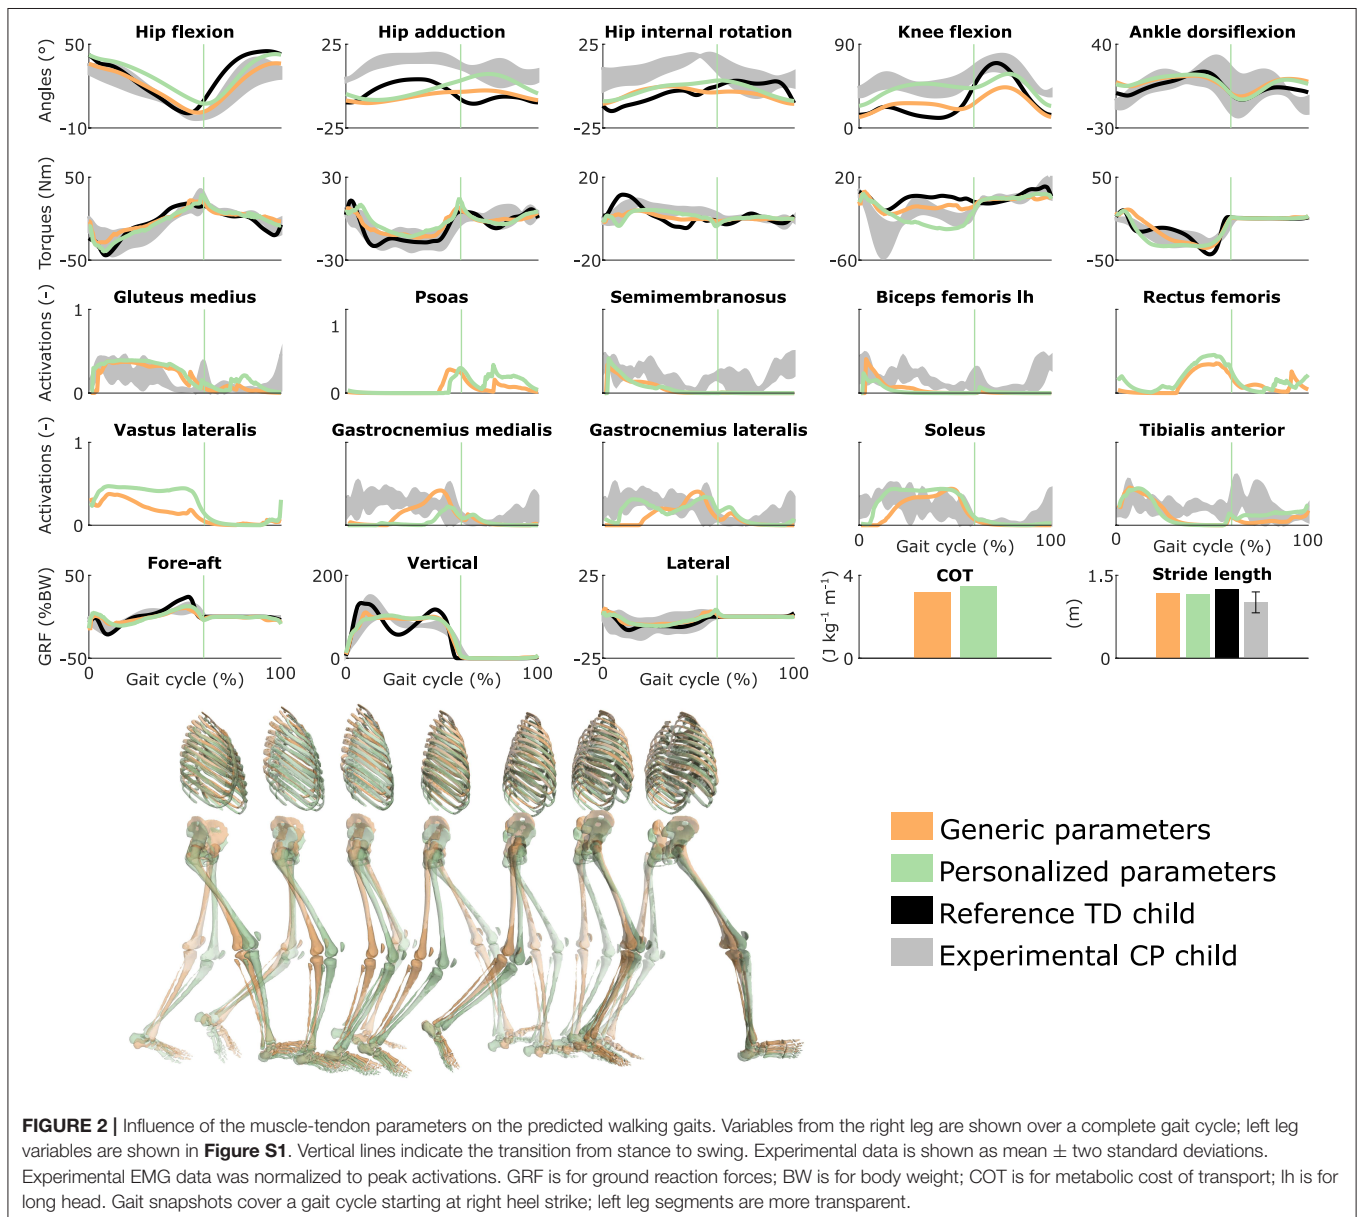 Hip flexion
Hip adduction
Hip internal rotation
Knee flexion
Ankle dorsiflexion
Angles (°)
50
-10
25
-25
25
-25
90
0
40
-30
Torques (Nm)
50
-50
30
-30
20
-20
20
-60
50
-50
Gluteus medius
Psoas
Semimembranosus
Biceps femoris lh
Rectus femoris
Activations (-)
1
0
1
0
Vastus lateralis
Gastrocnemius medialis
Gastrocnemius lateralis
Soleus
Tibialis anterior
Activations (-)
1
0
Gait cycle (%)
0
100
Gait cycle (%)
0
100
Fore-aft
Vertical
Lateral
COT
Stride length
GRF (%BW)
50
-50
200
0
25
-25
(J kg⁻¹ m⁻¹)
4
0
(m)
1.5
0
0
Gait cycle (%)
100
0
Gait cycle (%)
100
0
Gait cycle (%)
100
Generic parameters
Personalized parameters
Reference TD child
Experimental CP child
FIGURE 2 | Influence of the muscle-tendon parameters on the predicted walking gaits. Variables from the right leg are shown over a complete gait cycle; left leg
variables are shown in Figure S1. Vertical lines indicate the transition from stance to swing. Experimental data is shown as mean ± two standard deviations.
Experimental EMG data was normalized to peak activations. GRF is for ground reaction forces; BW is for body weight; COT is for metabolic cost of transport; lh is for
long head. Gait snapshots cover a gait cycle starting at right heel strike; left leg segments are more transparent.